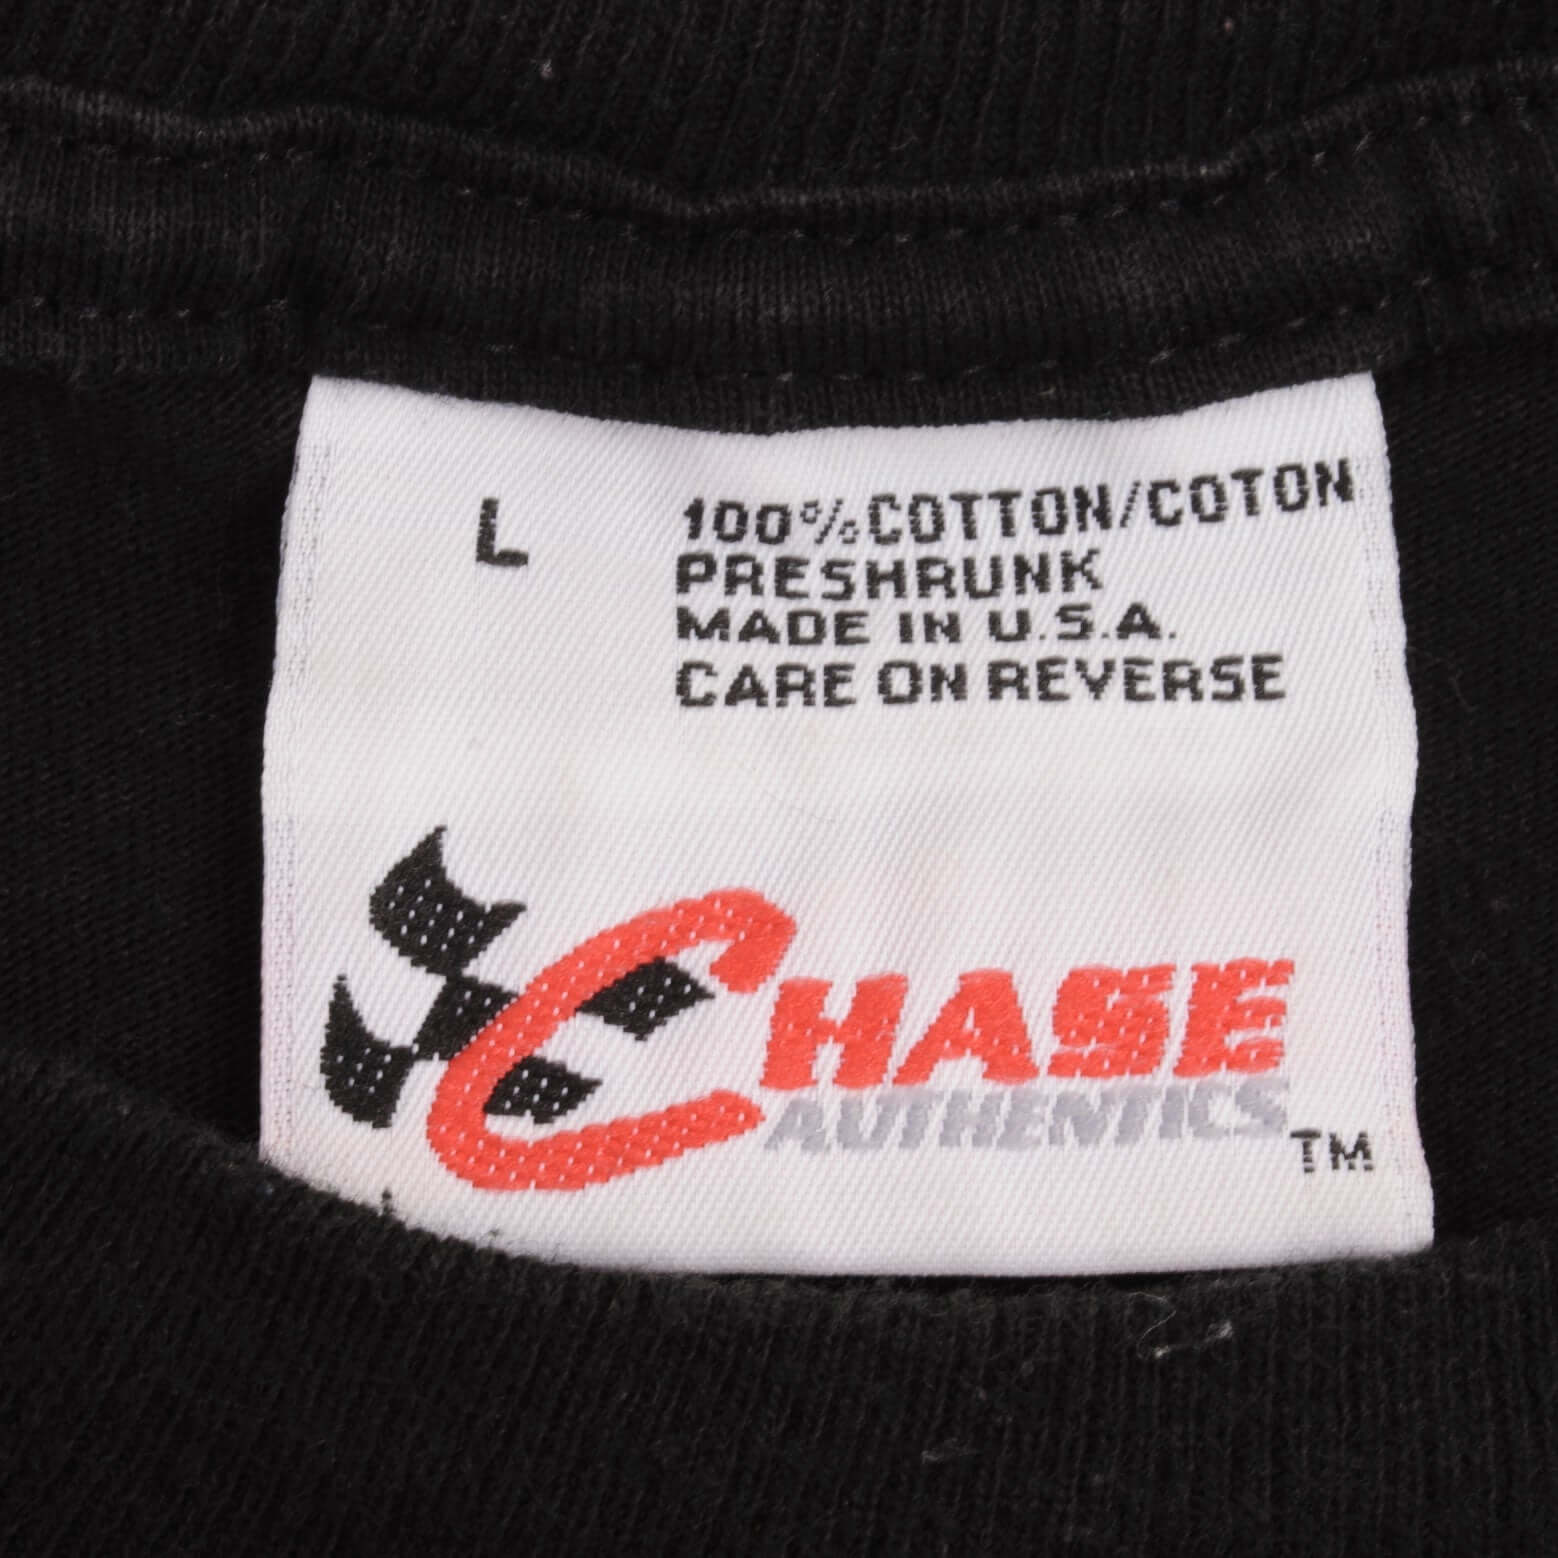 L
100% COTTON/COTON
PRESHRUNK
MADE IN U.S.A.
CARE ON REVERSE
CHASE
AUTHENTICS
TM